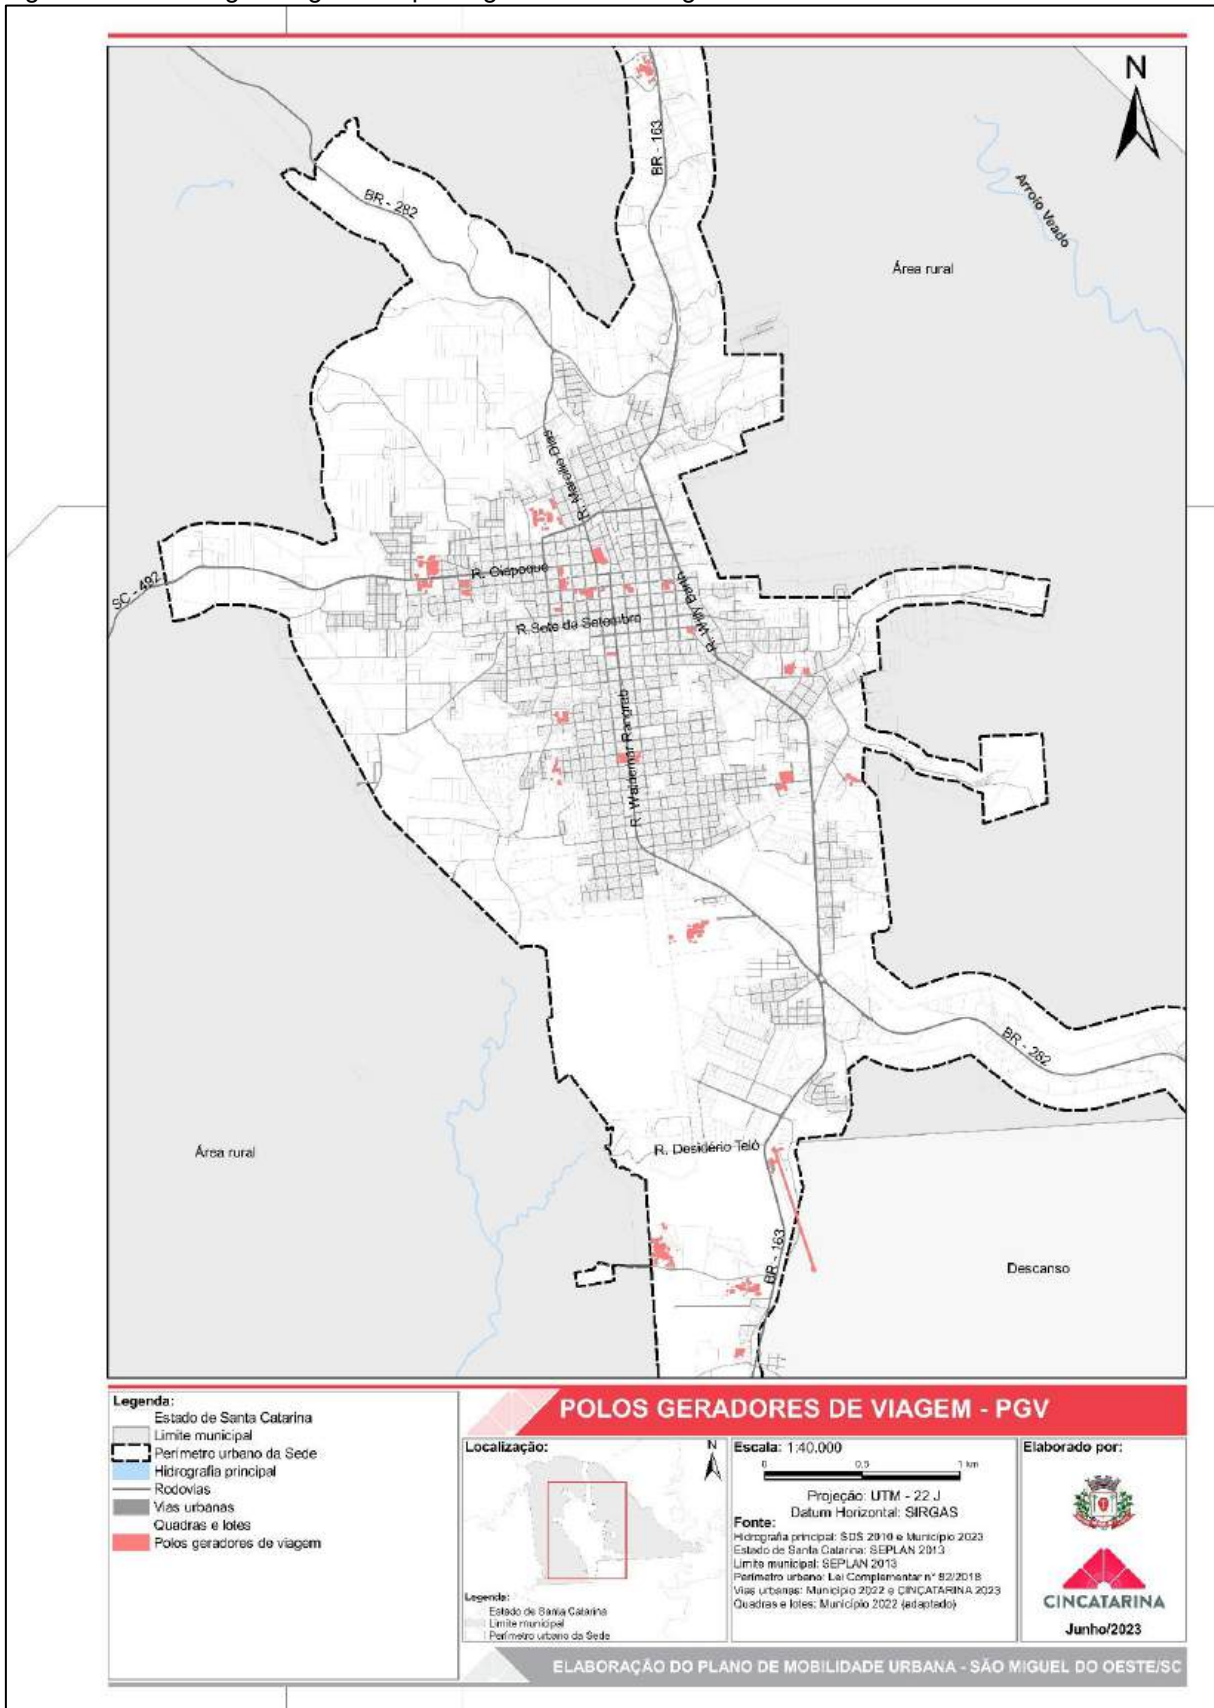 N
BR - 163
BR - 282
Arroio Veado
Área rural
R. Marcílio Dias
SC - 492
R. Oiapoque
R. Willy Barth
R. Sete de Setembro
R. Waldemar Rangrab
BR - 282
R. Desidério Teló
Área rural
BR - 163
Descanso
Legenda:
Estado de Santa Catarina
Limite municipal
Perímetro urbano da Sede
Hidrografia principal
Rodovias
Vias urbanas
Quadras e lotes
Polos geradores de viagem
POLOS GERADORES DE VIAGEM - PGV
Localização:
N
Legenda:
Estado de Santa Catarina
Limite municipal
Perímetro urbano da Sede
Escala: 1:40.000
0 0,5 1 km
Projeção: UTM - 22 J
Datum Horizontal: SIRGAS
Fonte:
Hidrografia principal: SDS 2010 e Município 2023
Estado de Santa Catarina: SEPLAN 2013
Limite municipal: SEPLAN 2013
Perímetro urbano: Lei Complementar n° 82/2018
Vias urbanas: Município 2022 e CINCATARINA 2023
Quadras e lotes: Município 2022 (adaptado)
Elaborado por:
CINCATARINA
Junho/2023
ELABORAÇÃO DO PLANO DE MOBILIDADE URBANA - SÃO MIGUEL DO OESTE/SC